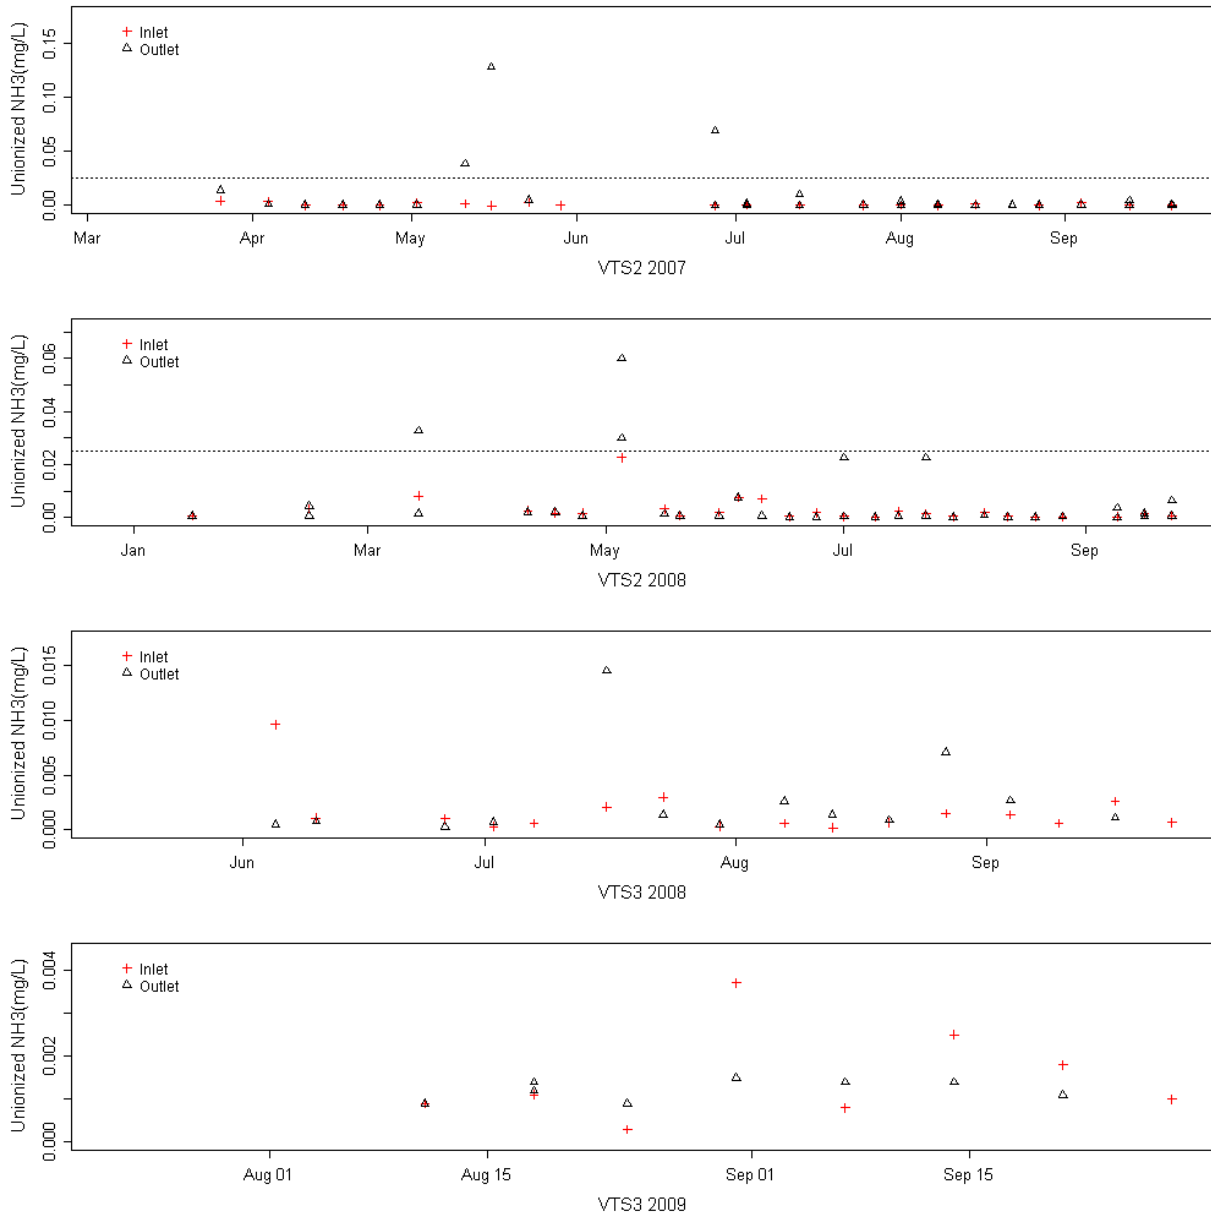 Unionized NH3(mg/L)
0.15
0.10
0.05
0.00
Inlet
Outlet
Mar Apr May Jun Jul Aug Sep
VTS2 2007
Unionized NH3(mg/L)
0.06
0.04
0.02
0.00
Inlet
Outlet
Jan Mar May Jul Sep
VTS2 2008
Unionized NH3(mg/L)
0.015
0.010
0.005
0.000
Inlet
Outlet
Jun Jul Aug Sep
VTS3 2008
Unionized NH3(mg/L)
0.004
0.002
0.000
Inlet
Outlet
Aug 01 Aug 15 Sep 01 Sep 15
VTS3 2009